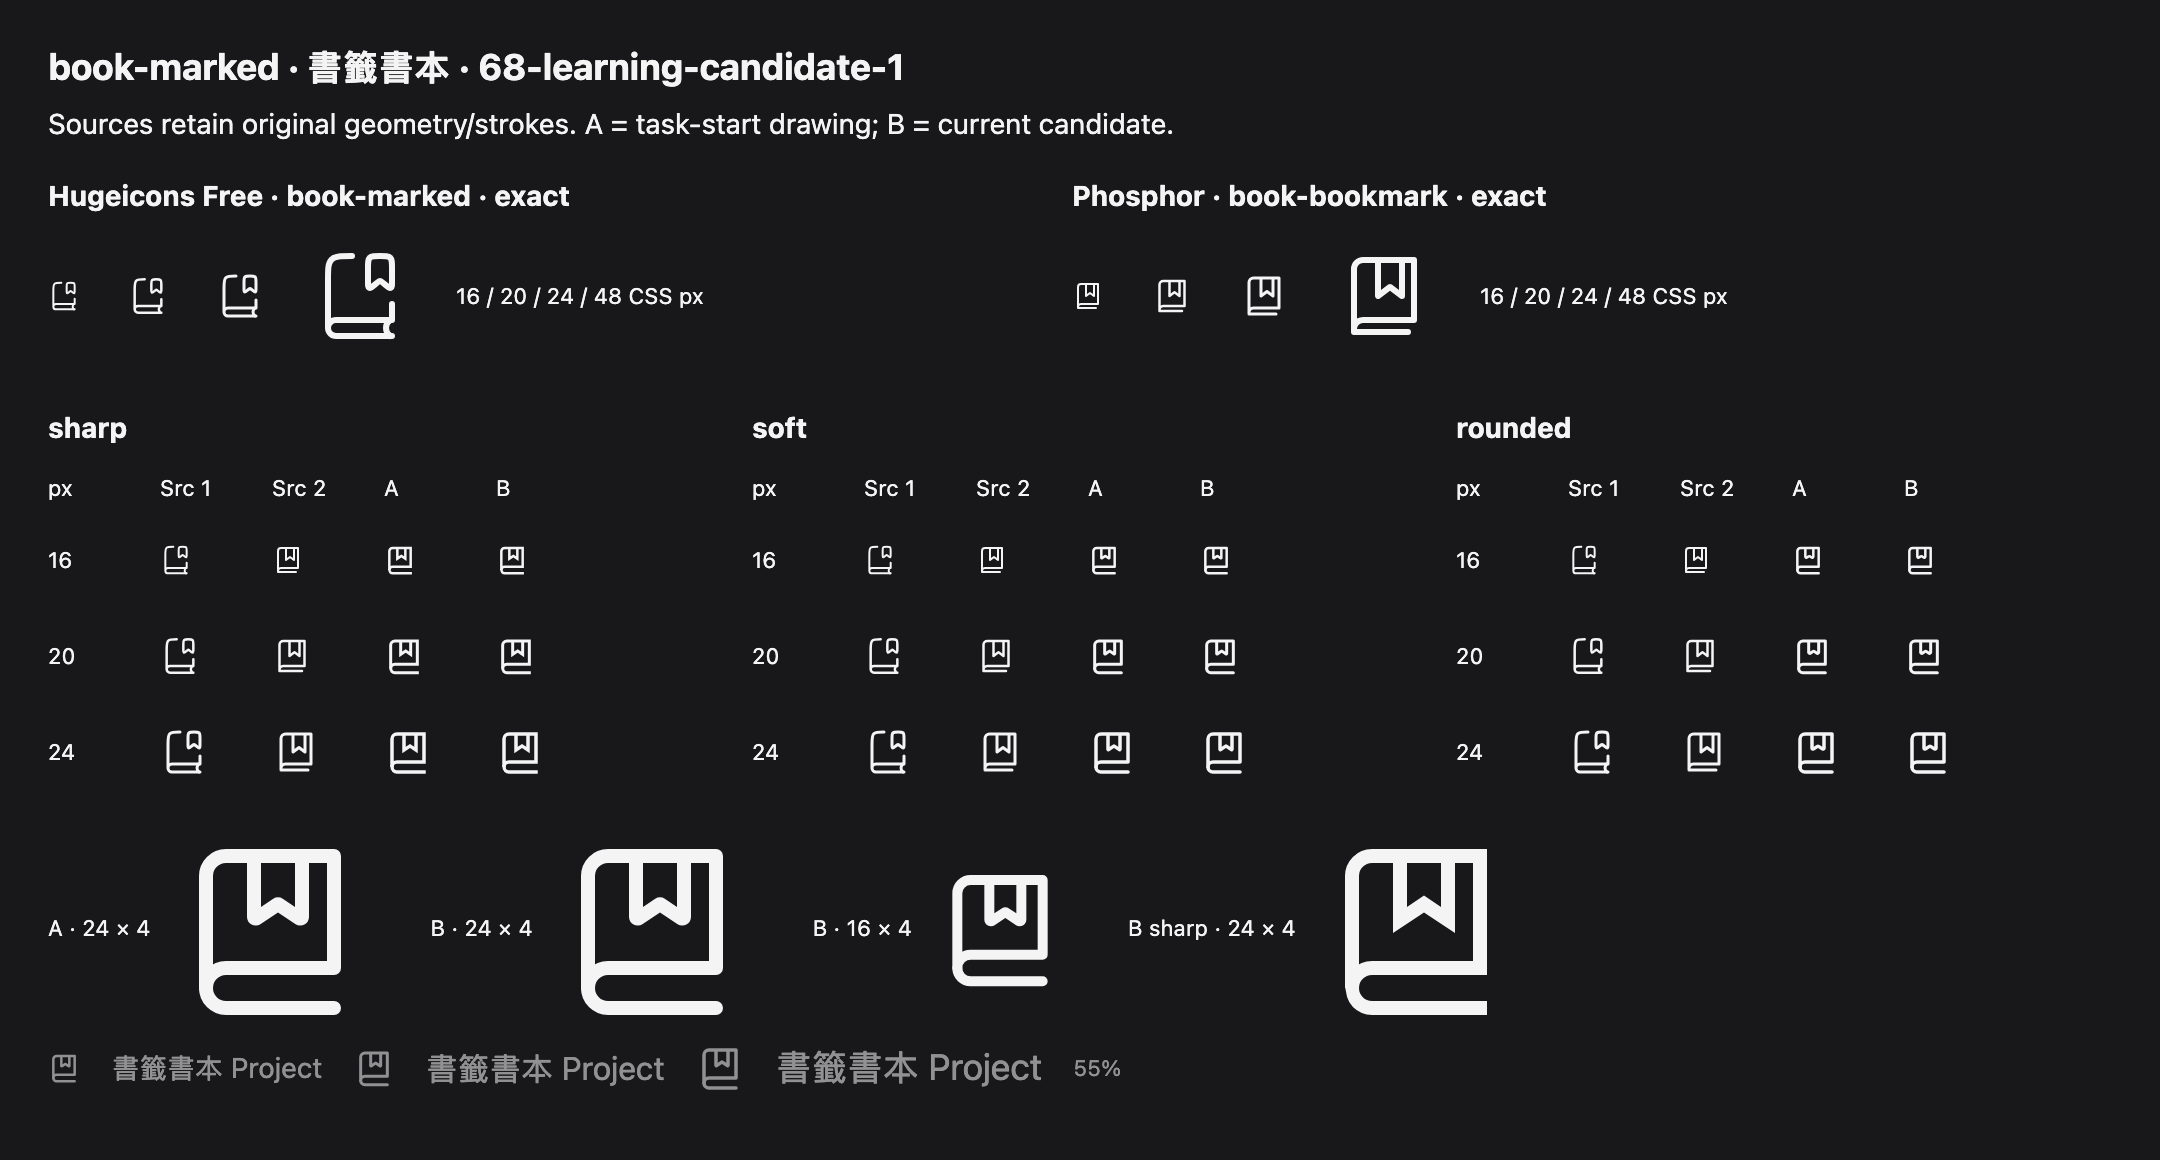 book-marked · 書籤書本 · 68-learning-candidate-1
Sources retain original geometry/strokes. A = task-start drawing; B = current candidate.
Hugeicons Free · book-marked · exact
16 / 20 / 24 / 48 CSS px
Phosphor · book-bookmark · exact
16 / 20 / 24 / 48 CSS px
sharp
px Src 1 Src 2 A B
16
20
24
soft
px Src 1 Src 2 A B
16
20
24
rounded
px Src 1 Src 2 A B
16
20
24
A · 24 × 4
B · 24 × 4
B · 16 × 4
B sharp · 24 × 4
書籤書本 Project 書籤書本 Project 書籤書本 Project 55%